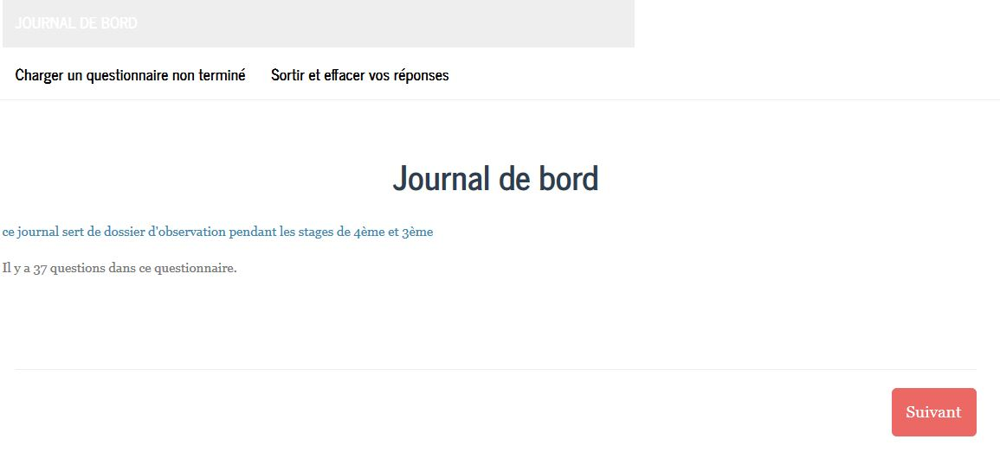 JOURNAL DE BORD
Charger un questionnaire non terminé Sortir et effacer vos réponses
Journal de bord
ce journal sert de dossier d'observation pendant les stages de 4ème et 3ème
Il y a 37 questions dans ce questionnaire.
Suivant